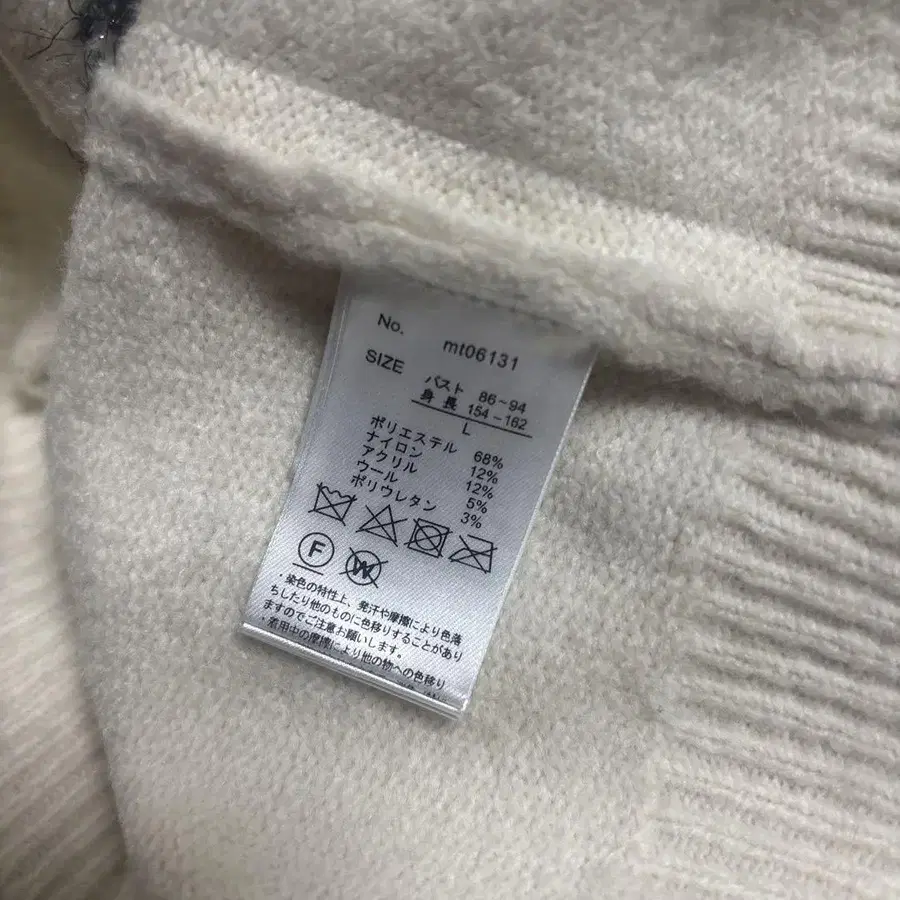 No. mt06131
SIZE バスト 86-94
身長 154-162
L
ポリエステル 68%
ナイロン 12%
アクリル 12%
ウール 5%
ポリウレタン 3%
F W
・染色の特性上、発汗や摩擦により色落
ちしたり他のものに色移りすることがあり
ますのでご注意お願いします。
・着用中の摩擦により他の物への色移り